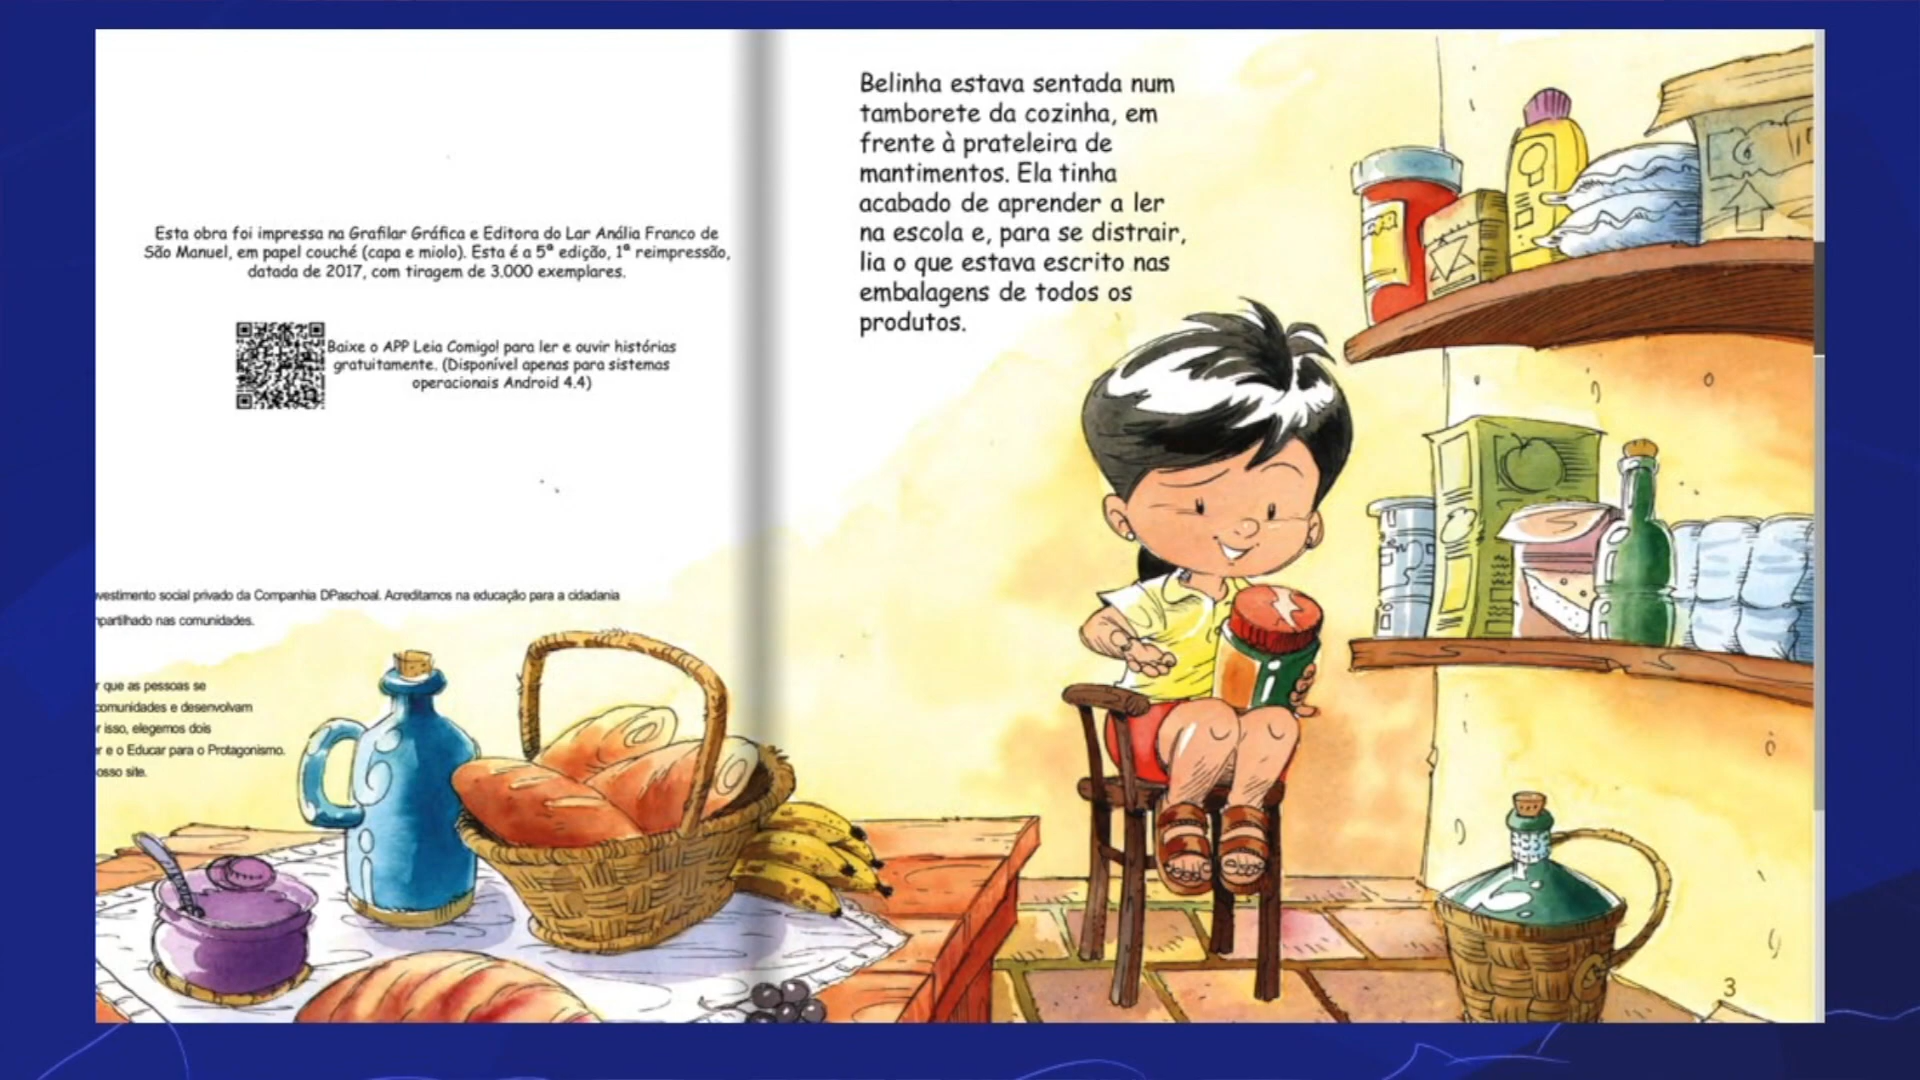 Esta obra foi impressa na Grafilar Gráfica e Editora do Lar Anália Franco de
São Manuel, em papel couché (capa e miolo). Esta é a 5ª edição, 1ª reimpressão,
datada de 2017, com tiragem de 3.000 exemplares.
Baixe o APP Leia Comigo! para ler e ouvir histórias
gratuitamente. (Disponível apenas para sistemas
operacionais Android 4.4)
social privado da Companhia DPaschoal. Acreditamos na educação para a cidadania
nas comunidades.
que as pessoas se
comunidades e desenvolvam
isso, elegemos dois
e o Educar para o Protagonismo.
site.
Belinha estava sentada num
tamborete da cozinha, em
frente à prateleira de
mantimentos. Ela tinha
acabado de aprender a ler
na escola e, para se distrair,
lia o que estava escrito nas
embalagens de todos os
produtos.
3